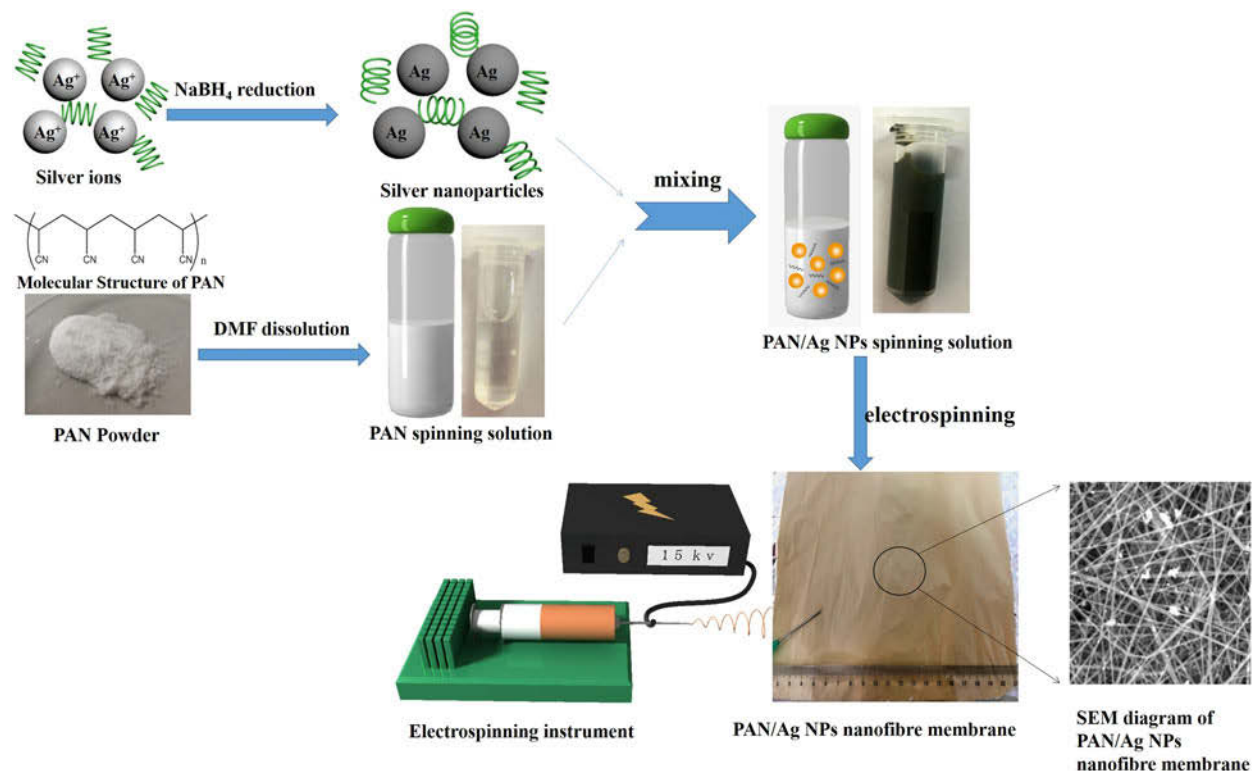 Ag⁺
Ag⁺
Ag⁺
Ag⁺
NaBH₄ reduction
Silver ions
Ag
Ag
Ag
Ag
Silver nanoparticles
mixing
CN
CN
CN
CN
n
Molecular Structure of PAN
DMF dissolution
PAN Powder
PAN spinning solution
PAN/Ag NPs spinning solution
electrospinning
15 kv
Electrospinning instrument
PAN/Ag NPs nanofibre membrane
SEM diagram of
PAN/Ag NPs
nanofibre membrane